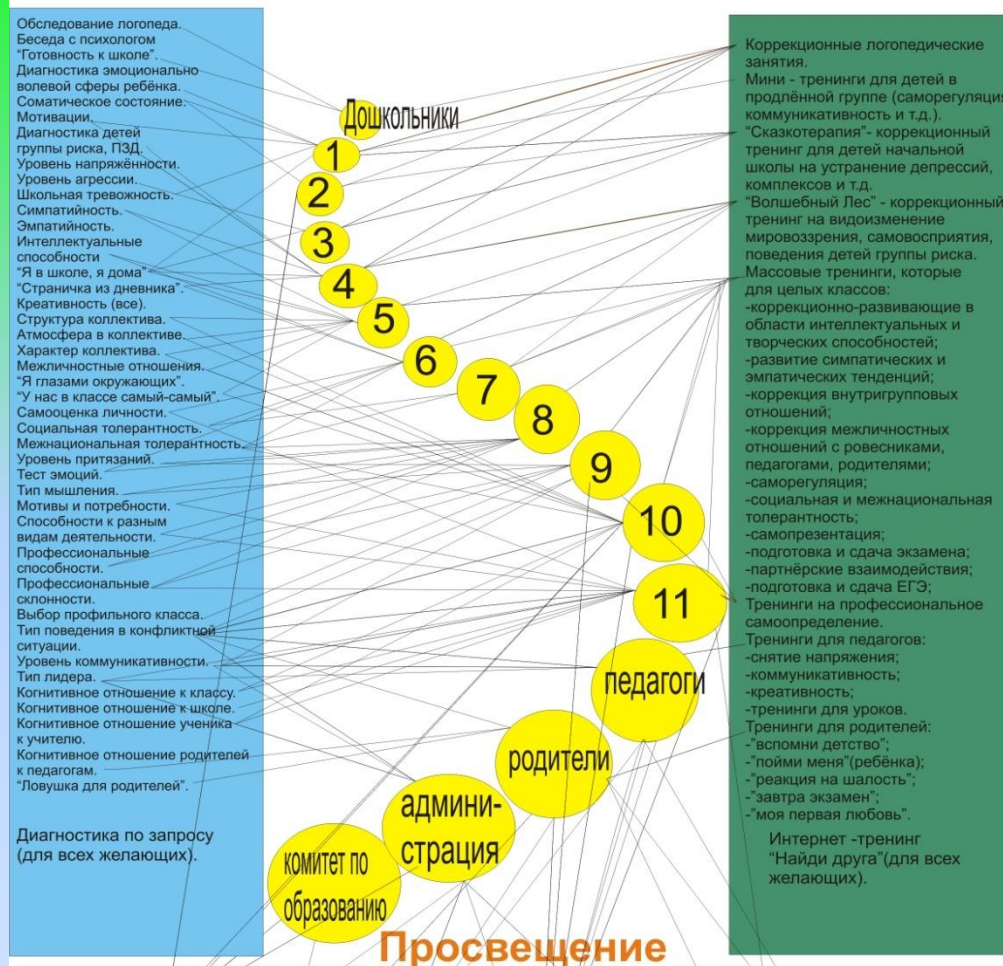 Обследование логопеда.
Беседа с психологом
“Готовность к школе”.
Диагностика эмоционально
волевой сферы ребёнка.
Соматическое состояние.
Мотивации.
Диагностика детей
группы риска, ПЗД.
Уровень напряжённости.
Уровень агрессии.
Школьная тревожность.
Симпатийность.
Эмпатийность.
Интеллектуальные
способности
“Я в школе, я дома”
“Страничка из дневника”.
Креативность (все).
Структура коллектива.
Атмосфера в коллективе.
Характер коллектива.
Межличностные отношения.
“Я глазами окружающих”.
“У нас в классе самый-самый”.
Самооценка личности.
Социальная толерантность.
Межнациональная толерантность.
Уровень притязаний.
Тест эмоций.
Тип мышления.
Мотивы и потребности.
Способности к разным
видам деятельности.
Профессиональные
способности.
Профессиональные
склонности.
Выбор профильного класса.
Тип поведения в конфликтной
ситуации.
Уровень коммуникативности.
Тип лидера.
Когнитивное отношение к классу.
Когнитивное отношение к школе.
Когнитивное отношение ученика
к учителю.
Когнитивное отношение родителей
к педагогам.
“Ловушка для родителей”.
Диагностика по запросу
(для всех желающих).
Дошкольники
1
2
3
4
5
6
7
8
9
10
11
педагоги
родители
админи-
страция
комитет по
образованию
Просвещение
Коррекционные логопедические
занятия.
Мини - тренинги для детей в
продлённой группе (саморегуляция
коммуникативность и т.д.).
“Сказкотерапия”- коррекционный
тренинг для детей начальной
школы на устранение депрессий,
комплексов и т.д.
“Волшебный Лес” - коррекционный
тренинг на видоизменение
мировоззрения, самовосприятия,
поведения детей группы риска.
Массовые тренинги, которые
для целых классов:
-коррекционно-развивающие в
области интеллектуальных и
творческих способностей;
-развитие симпатических и
эмпатических тенденций;
-коррекция внутригрупповых
отношений;
-коррекция межличностных
отношений с ровесниками,
педагогами, родителями;
-саморегуляция;
-социальная и межнациональная
толерантность;
-самопрезентация;
-подготовка и сдача экзамена;
-партнёрские взаимодействия;
-подготовка и сдача ЕГЭ;
Тренинги на профессиональное
самоопределение.
Тренинги для педагогов:
-снятие напряжения;
-коммуникативность;
-креативность;
-тренинги для уроков.
Тренинги для родителей:
-”вспомни детство”;
-”пойми меня”(ребёнка);
-”реакция на шалость”;
-”завтра экзамен”;
-”моя первая любовь”.
Интернет -тренинг
“Найди друга”(для всех
желающих).